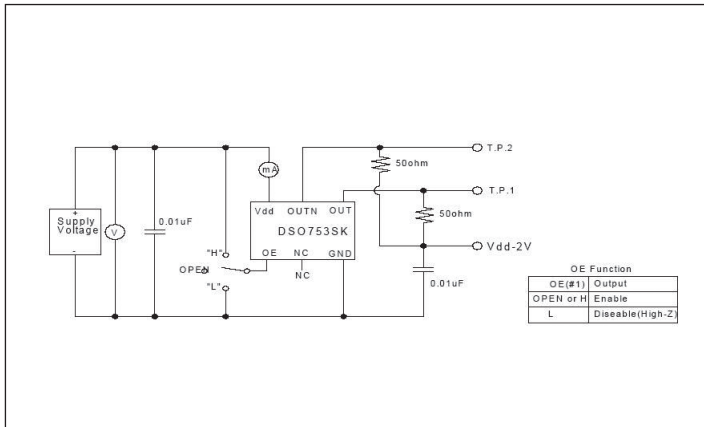 T.P.2
50ohm
mA
T.P.1
Vdd OUTN OUT
50ohm
+
Supply
Voltage
-
V
0.01uF
DSO753SK
"H"
OE NC GND
Vdd-2V
OPEN
NC
"L"
0.01uF
OE Function
OE(#1) Output
OPEN or H Enable
L Diseable(High-Z)